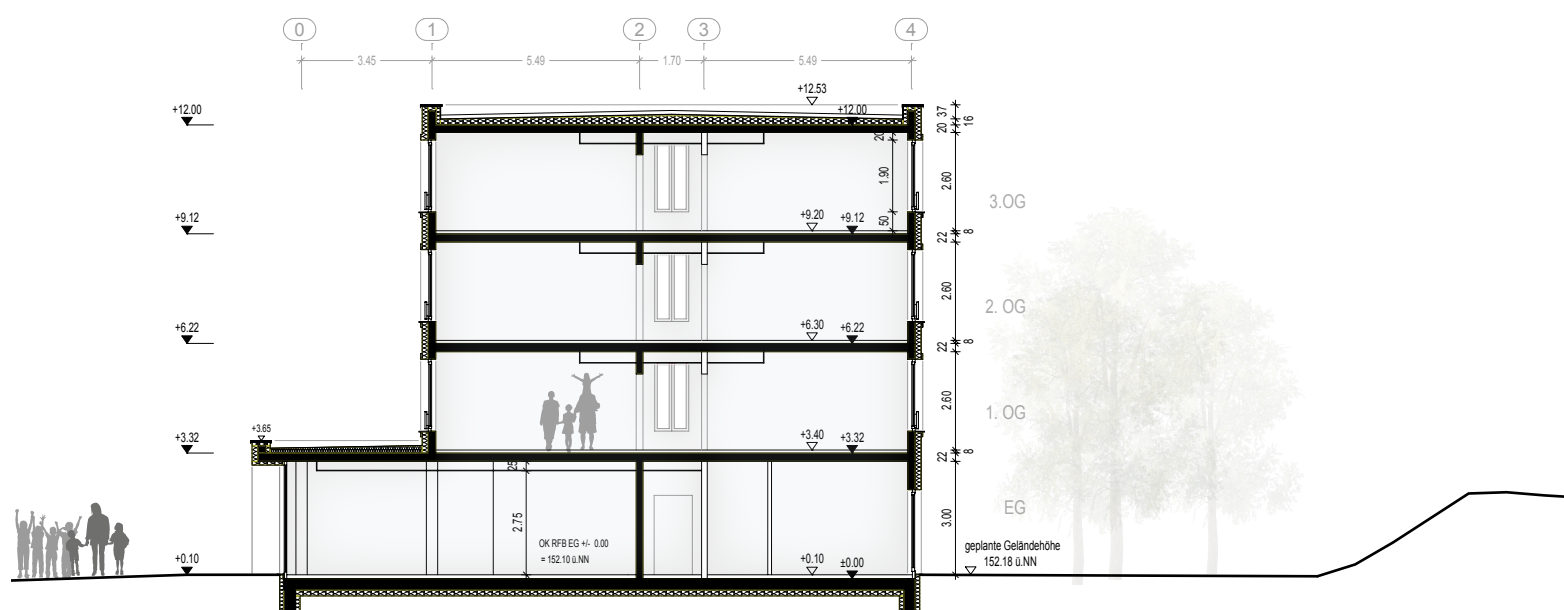 0 1 2 3 4
3.45 5.49 1.70 5.49
+12.53
+12.00 +12.00
37
16
20
20
1.90
2.60
3.OG
50
+9.12 +9.20 +9.12
22 8
2.60
2. OG
+6.22 +6.30 +6.22
22 8
2.60
1. OG
+3.65
+3.32 +3.40 +3.32
22 8
25
2.75
3.00
EG
OK RFB EG +/- 0.00
= 152.10 ü.NN
geplante Geländehöhe
152.18 ü.NN
+0.10 +0.10 ±0.00